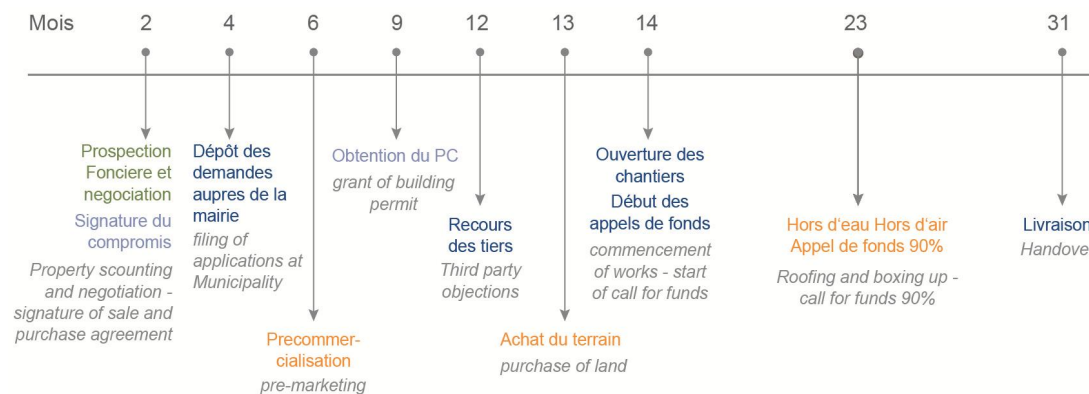 Mois 2 4 6 9 12 13 14 23 31
Prospection
Fonciere et
negociation
Signature du
compromis
Property scounting
and negotiation -
signature of sale and
purchase agreement
Dépôt des
demandes
aupres de la
mairie
filing of
applications at
Municipality
Precommer-
cialisation
pre-marketing
Obtention du PC
grant of building
permit
Recours
des tiers
Third party
objections
Achat du terrain
purchase of land
Ouverture des
chantiers
Début des
appels de fonds
commencement
of works - start
of call for funds
Hors d'eau Hors d'air
Appel de fonds 90%
Roofing and boxing up -
call for funds 90%
Livraison
Handove